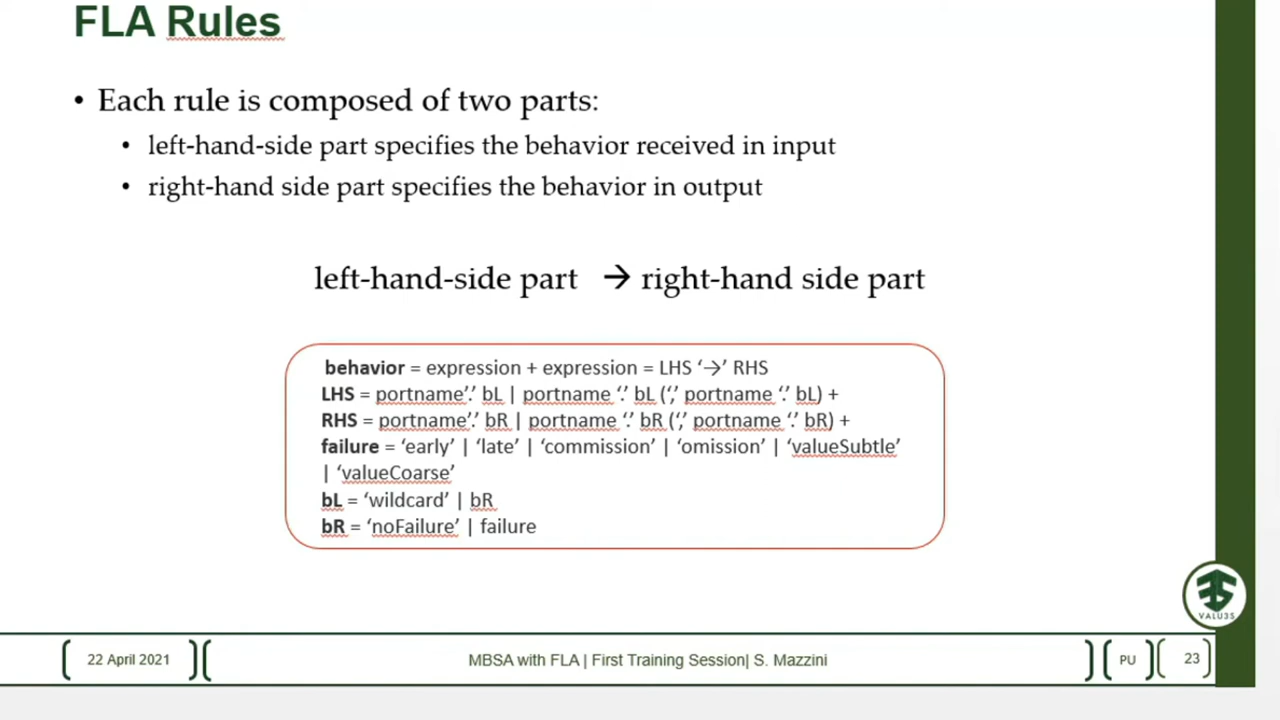 FLA Rules
• Each rule is composed of two parts:
• left-hand-side part specifies the behavior received in input
• right-hand side part specifies the behavior in output
left-hand-side part → right-hand side part
behavior = expression + expression = LHS ‘→’ RHS
LHS = portname’.’ bL | portname ‘.’ bL (‘,’ portname ‘.’ bL) +
RHS = portname’.’ bR | portname ‘.’ bR (‘,’ portname ‘.’ bR) +
failure = ‘early’ | ‘late’ | ‘commission’ | ‘omission’ | ‘valueSubtle’
| ‘valueCoarse’
bL = ‘wildcard’ | bR
bR = ‘noFailure’ | failure
VALU3S
22 April 2021
MBSA with FLA | First Training Session| S. Mazzini
PU
23